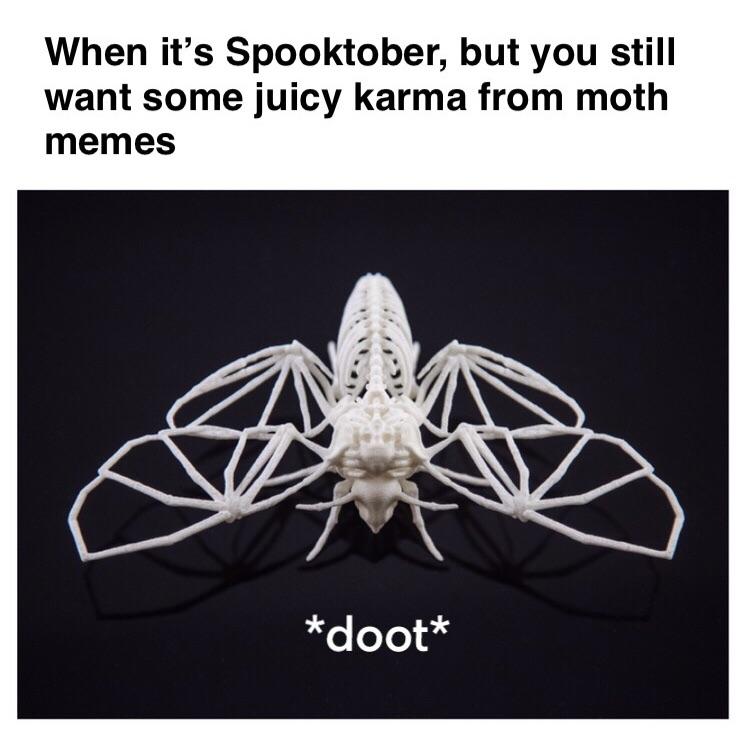 When it’s Spooktober, but you still
want some juicy karma from moth
memes
*doot*